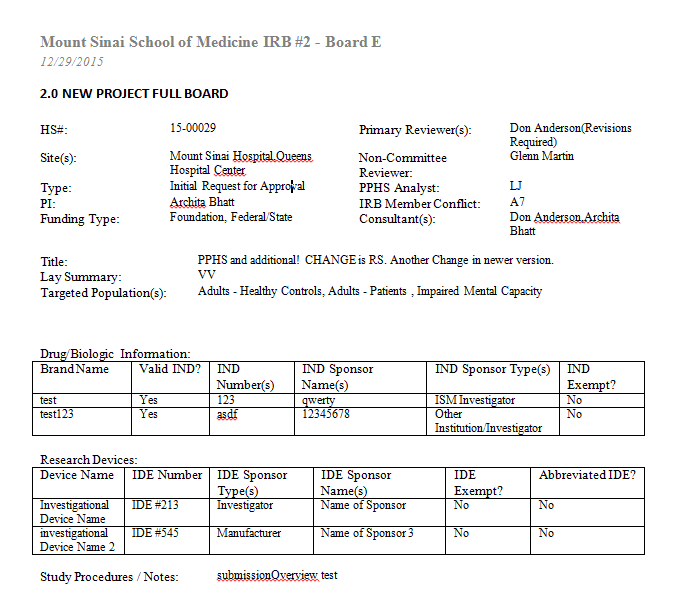 Mount Sinai School of Medicine IRB #2 - Board E
12/29/2015
2.0 NEW PROJECT FULL BOARD
HS#: 15-00029 Primary Reviewer(s): Don Anderson(Revisions
Required)
Site(s): Mount Sinai Hospital,Queens Non-Committee Glenn Martin
Hospital Center Reviewer:
Type: Initial Request for Approval PPHS Analyst: LJ
PI: Archita Bhatt IRB Member Conflict: A7
Funding Type: Foundation, Federal/State Consultant(s): Don Anderson,Archita
Bhatt
Title: PPHS and additional! CHANGE is RS. Another Change in newer version.
Lay Summary: VV
Targeted Population(s): Adults - Healthy Controls, Adults - Patients , Impaired Mental Capacity
Drug/Biologic Information:
Brand Name Valid IND? IND IND Sponsor IND Sponsor Type(s) IND
Number(s) Name(s) Exempt?
test Yes 123 qwerty ISM Investigator No
test123 Yes asdf 12345678 Other No
Institution/Investigator
Research Devices:
Device Name IDE Number IDE Sponsor IDE Sponsor IDE Abbreviated IDE?
Type(s) Name(s) Exempt?
Investigational IDE #213 Investigator Name of Sponsor No No
Device Name
investigational IDE #545 Manufacturer Name of Sponsor 3 No No
Device Name 2
Study Procedures / Notes: submissionOverview test